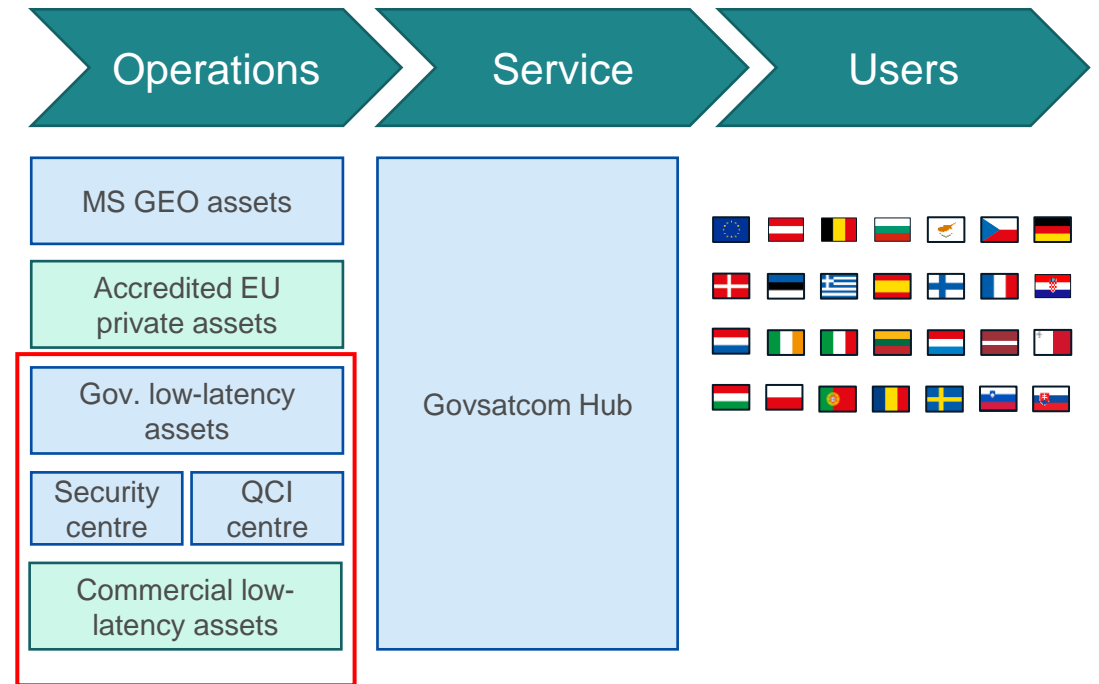 Operations
Service
Users
MS GEO assets
Accredited EU
private assets
Gov. low-latency
assets
Security
centre
QCI
centre
Commercial low-
latency assets
Govsatcom Hub